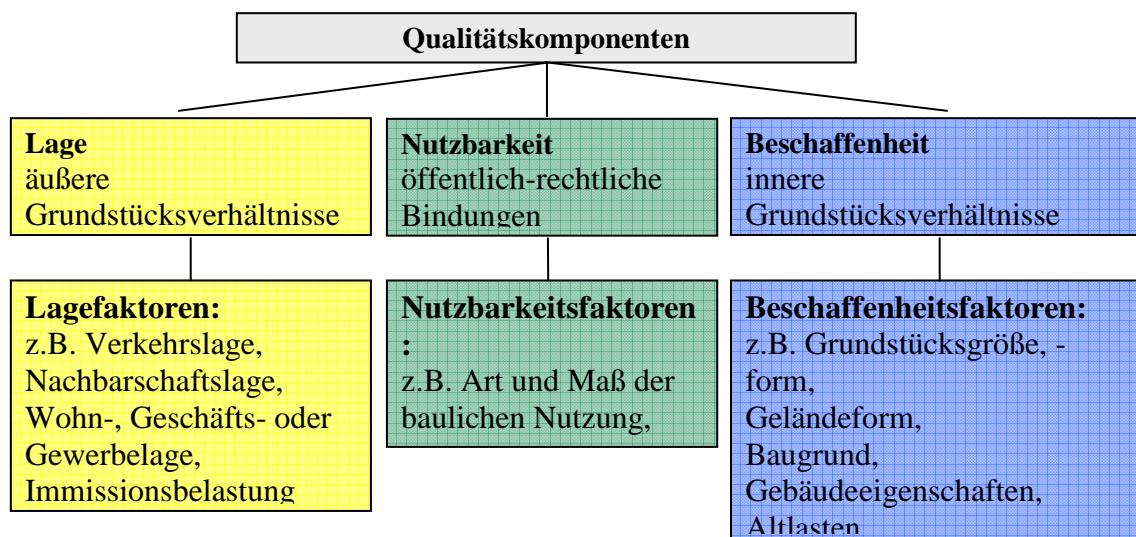 Qualitätskomponenten
Lage
äußere
Grundstücksverhältnisse
Nutzbarkeit
öffentlich-rechtliche
Bindungen
Beschaffenheit
innere
Grundstücksverhältnisse
Lagefaktoren:
z.B. Verkehrslage,
Nachbarschaftslage,
Wohn-, Geschäfts- oder
Gewerbelage,
Immissionsbelastung
Nutzbarkeitsfaktoren
:
z.B. Art und Maß der
baulichen Nutzung,
Beschaffenheitsfaktoren:
z.B. Grundstücksgröße, -
form,
Geländeform,
Baugrund,
Gebäudeeigenschaften,
Altlasten